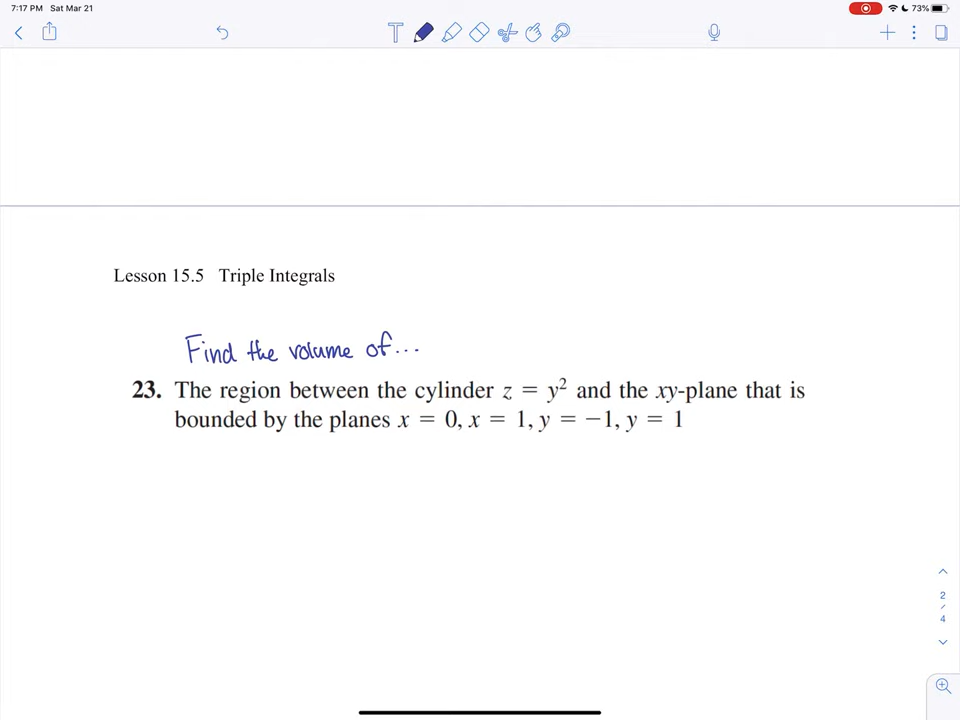 7:17 PM Sat Mar 21
73%
T
Lesson 15.5 Triple Integrals
Find the volume of...
23. The region between the cylinder z = y² and the xy-plane that is
bounded by the planes x = 0, x = 1, y = −1, y = 1
2
/
4